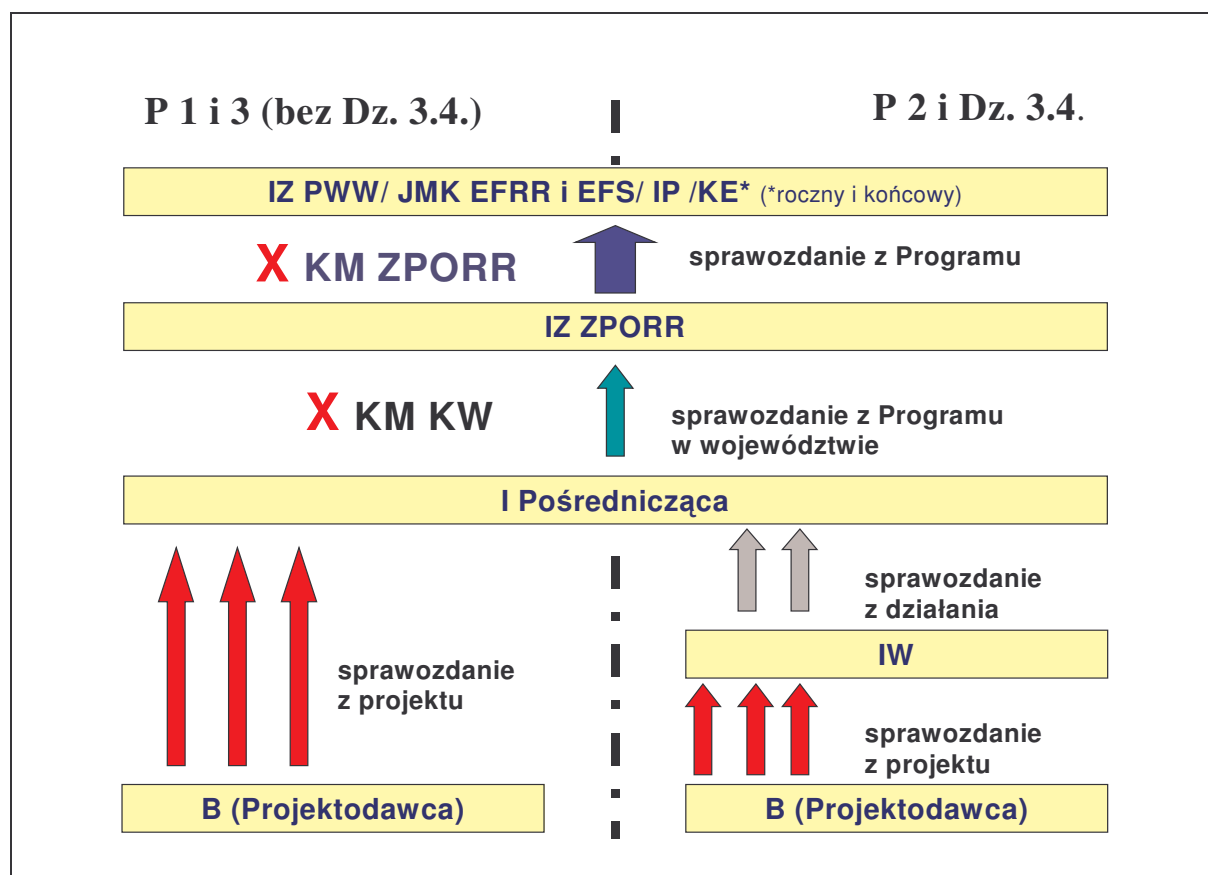 P 1 i 3 (bez Dz. 3.4.)
P 2 i Dz. 3.4.
IZ PWW/ JMK EFRR i EFS/ IP /KE* (*roczny i końcowy)
X KM ZPORR
sprawozdanie z Programu
IZ ZPORR
X KM KW
sprawozdanie z Programu
w województwie
I Pośrednicząca
sprawozdanie
z działania
IW
sprawozdanie
z projektu
sprawozdanie
z projektu
B (Projektodawca)
B (Projektodawca)